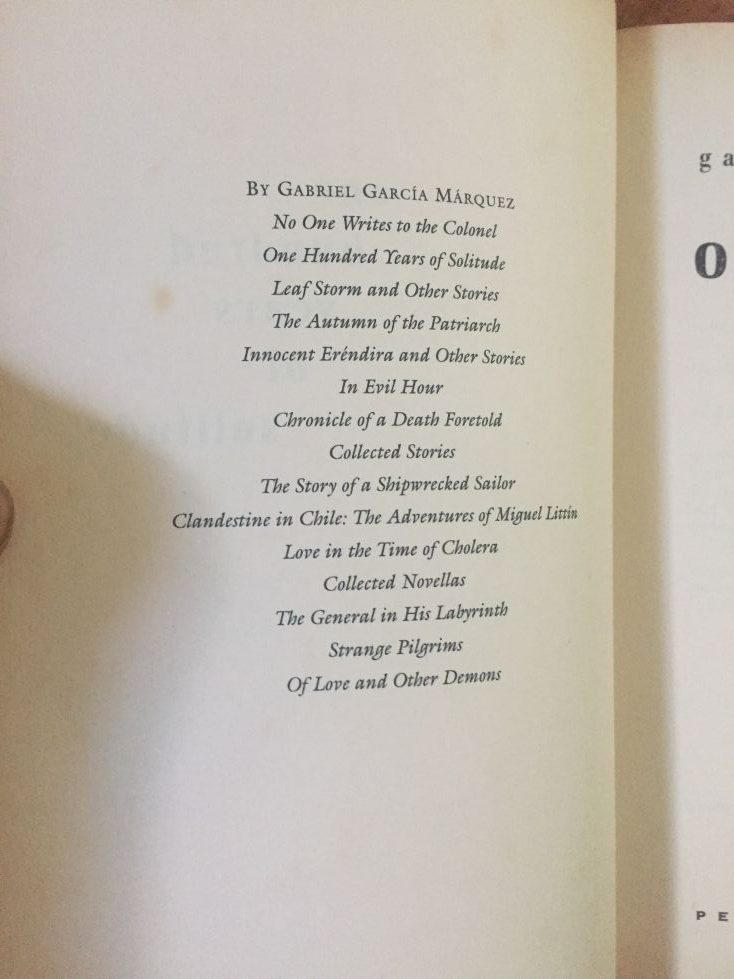 BY GABRIEL GARCÍA MÁRQUEZ
No One Writes to the Colonel
One Hundred Years of Solitude
Leaf Storm and Other Stories
The Autumn of the Patriarch
Innocent Eréndira and Other Stories
In Evil Hour
Chronicle of a Death Foretold
Collected Stories
The Story of a Shipwrecked Sailor
Clandestine in Chile: The Adventures of Miguel Littín
Love in the Time of Cholera
Collected Novellas
The General in His Labyrinth
Strange Pilgrims
Of Love and Other Demons
ga
o
PE